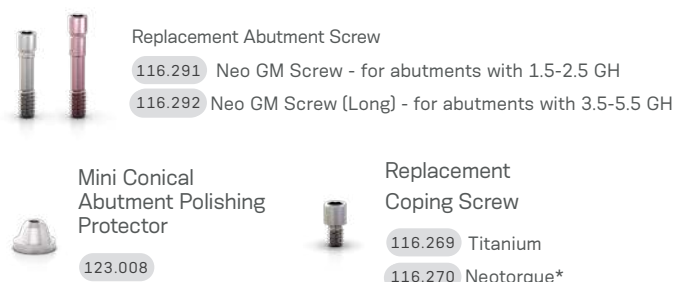 Replacement Abutment Screw
116.291 Neo GM Screw - for abutments with 1.5-2.5 GH
116.292 Neo GM Screw (Long) - for abutments with 3.5-5.5 GH
Mini Conical
Abutment Polishing
Protector
123.008
Replacement
Coping Screw
116.269 Titanium
116.270 Neotorque*